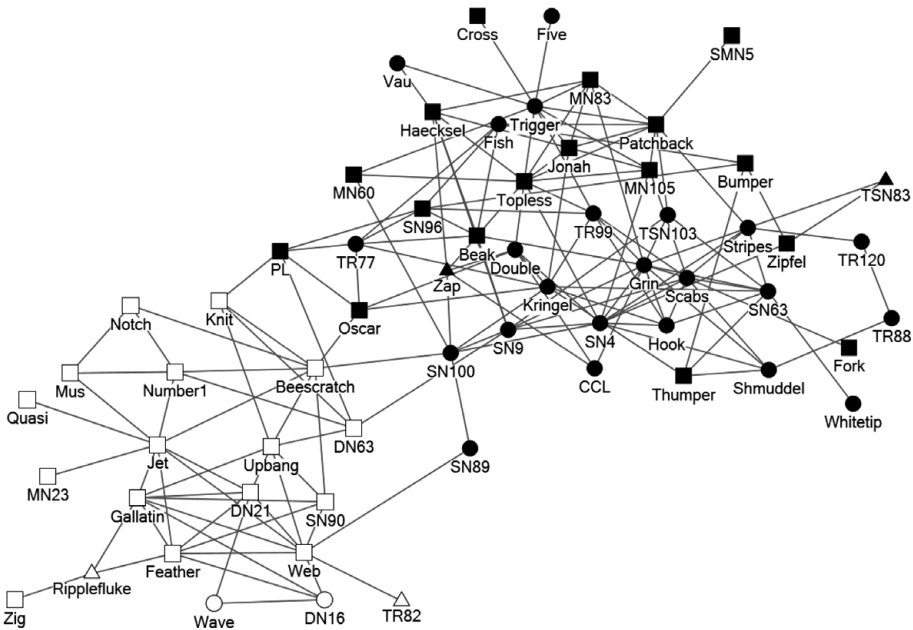 Cross
Five
SMN5
Vau
MN83
Haecksel
Trigger
Fish
Patchback
Jonah
MN60
MN105
Bumper
TSN83
Topless
SN96
TR99
TSN103
Stripes
Zipfel
TR120
PL
TR77
Beak
Double
Zap
Grin
Scabs
Kringel
SN63
Notch
Knit
Oscar
SN9
SN4
Hook
TR88
Mus
Number1
Beescratch
SN100
CCL
Thumper
Shmuddel
Fork
Quasi
Whitetip
DN63
Jet
Upbang
SN89
MN23
Gallatin
DN21
SN90
Ripplefluke
Feather
Web
Zig
Wave
DN16
TR82